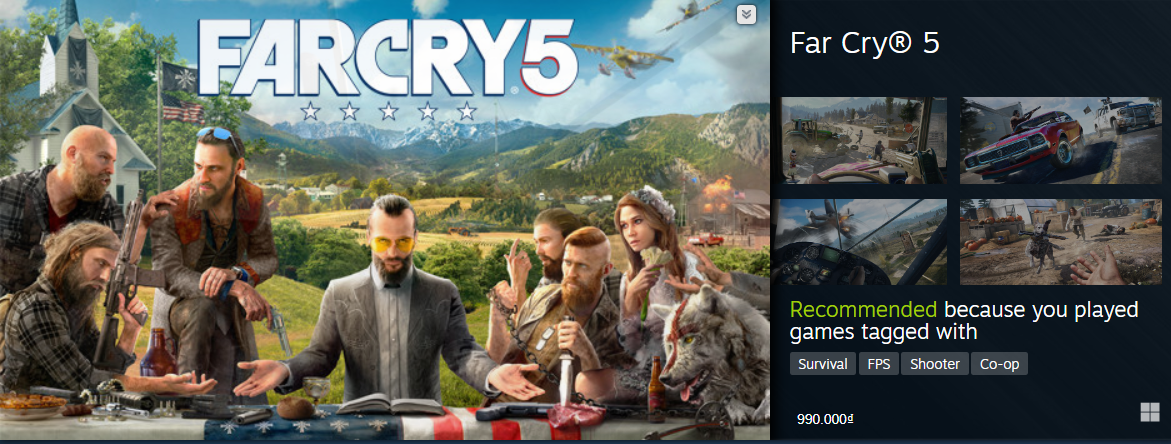 FARCRY5
Far Cry® 5
Recommended because you played
games tagged with
Survival
FPS
Shooter
Co-op
990.000₫